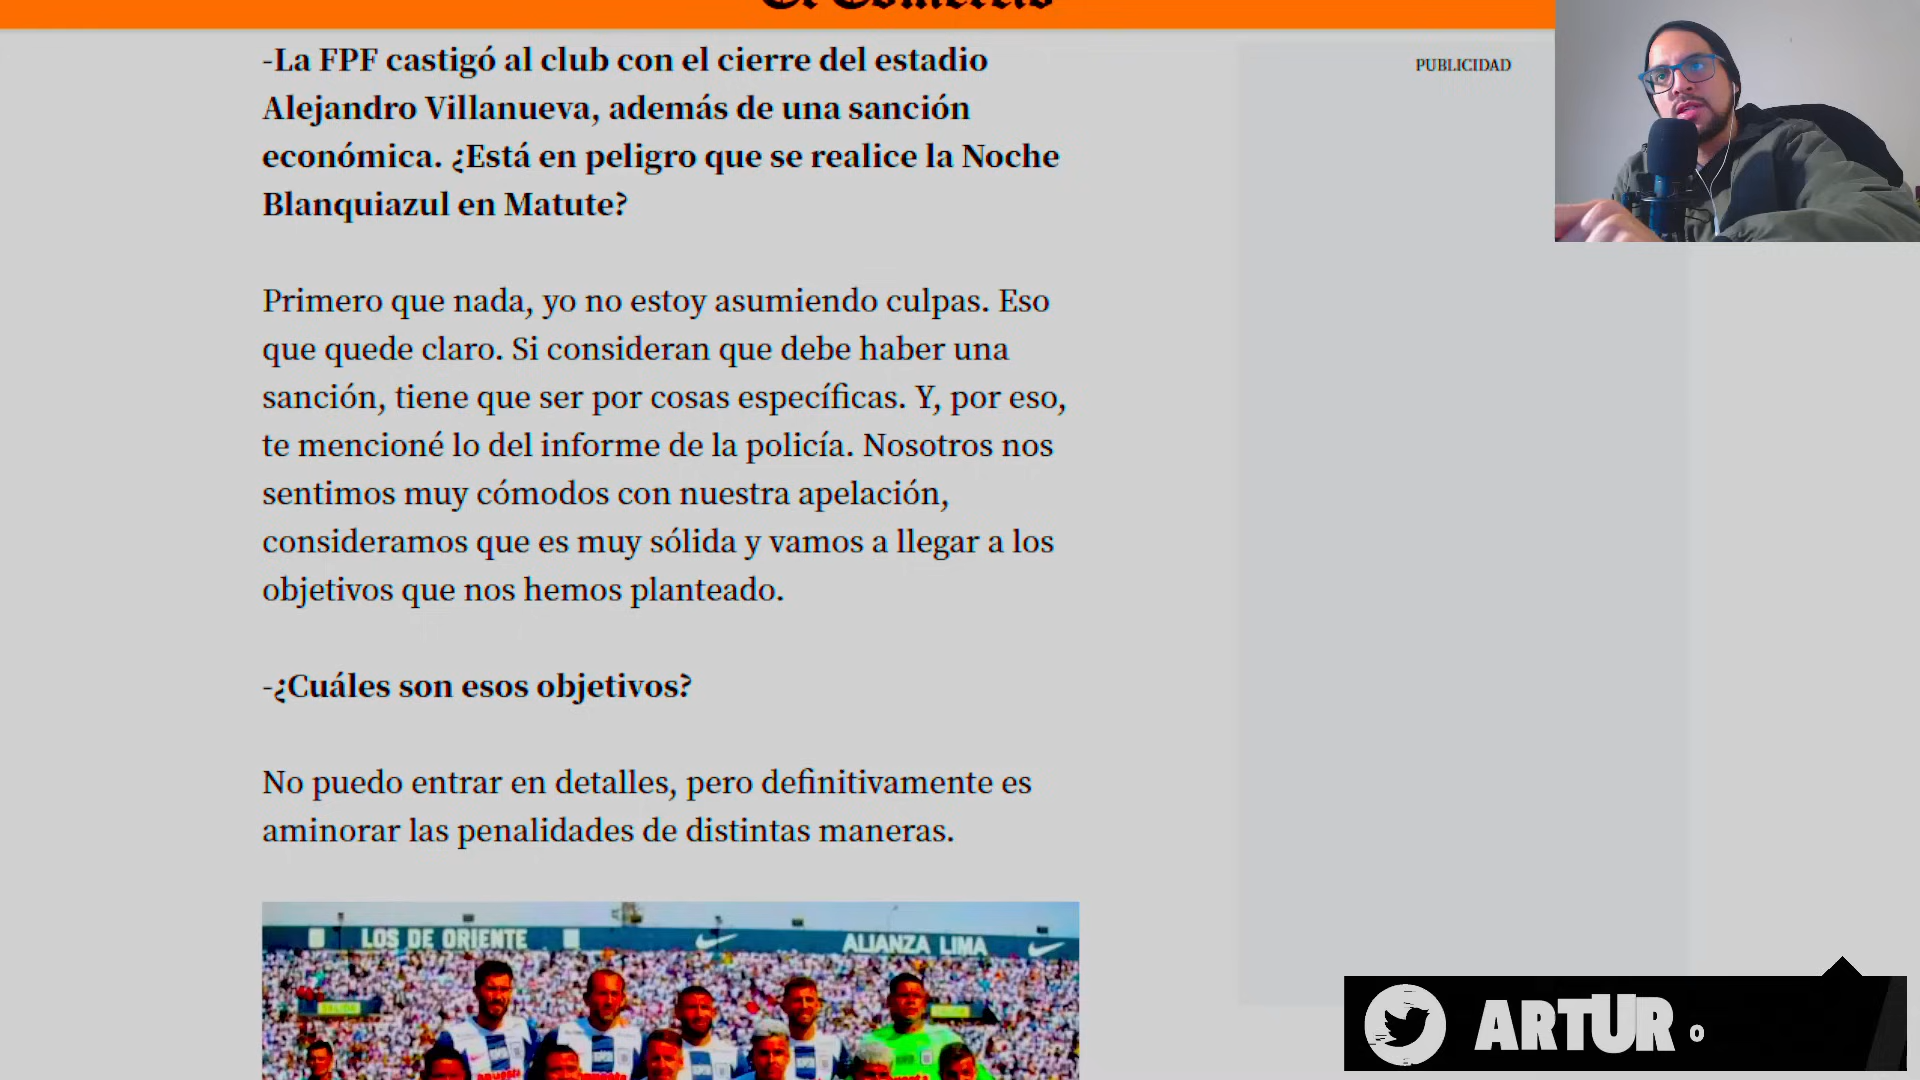 El Comercio
-La FPF castigó al club con el cierre del estadio
Alejandro Villanueva, además de una sanción
económica. ¿Está en peligro que se realice la Noche
Blanquiazul en Matute?
PUBLICIDAD
Primero que nada, yo no estoy asumiendo culpas. Eso
que quede claro. Si consideran que debe haber una
sanción, tiene que ser por cosas específicas. Y, por eso,
te mencioné lo del informe de la policía. Nosotros nos
sentimos muy cómodos con nuestra apelación,
consideramos que es muy sólida y vamos a llegar a los
objetivos que nos hemos planteado.
-¿Cuáles son esos objetivos?
No puedo entrar en detalles, pero definitivamente es
aminorar las penalidades de distintas maneras.
LOS DE ORIENTE
ALIANZA LIMA
ARTUR o